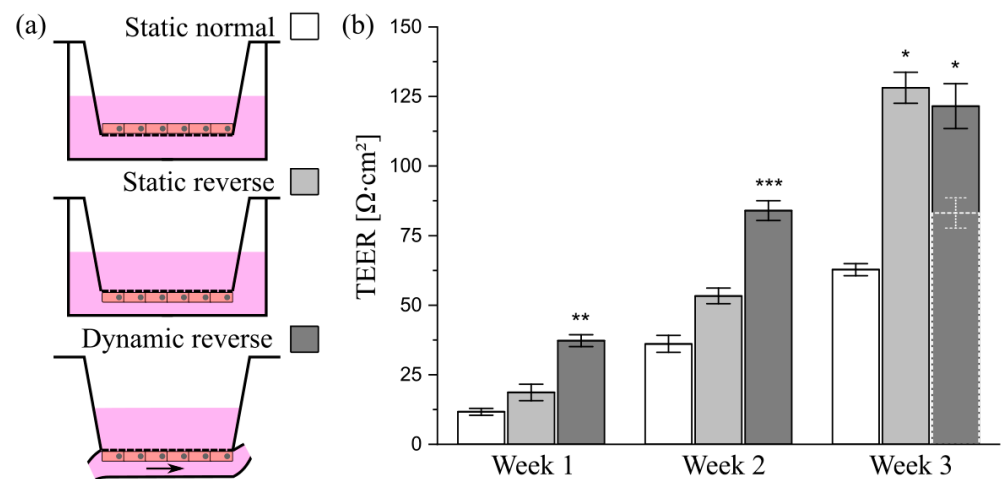 (a)
Static normal
Static reverse
Dynamic reverse
(b)
TEER [Ω·cm²]
150
125
100
75
50
25
0
**
***
*
*
Week 1
Week 2
Week 3